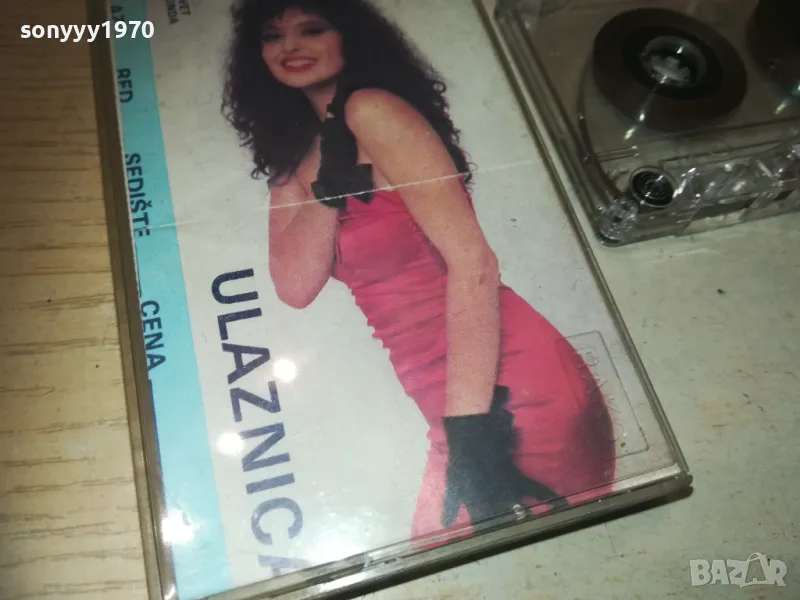 sonyyy1970
RED
SEDIŠTE
CENA
ULAZNICA
BAZAR